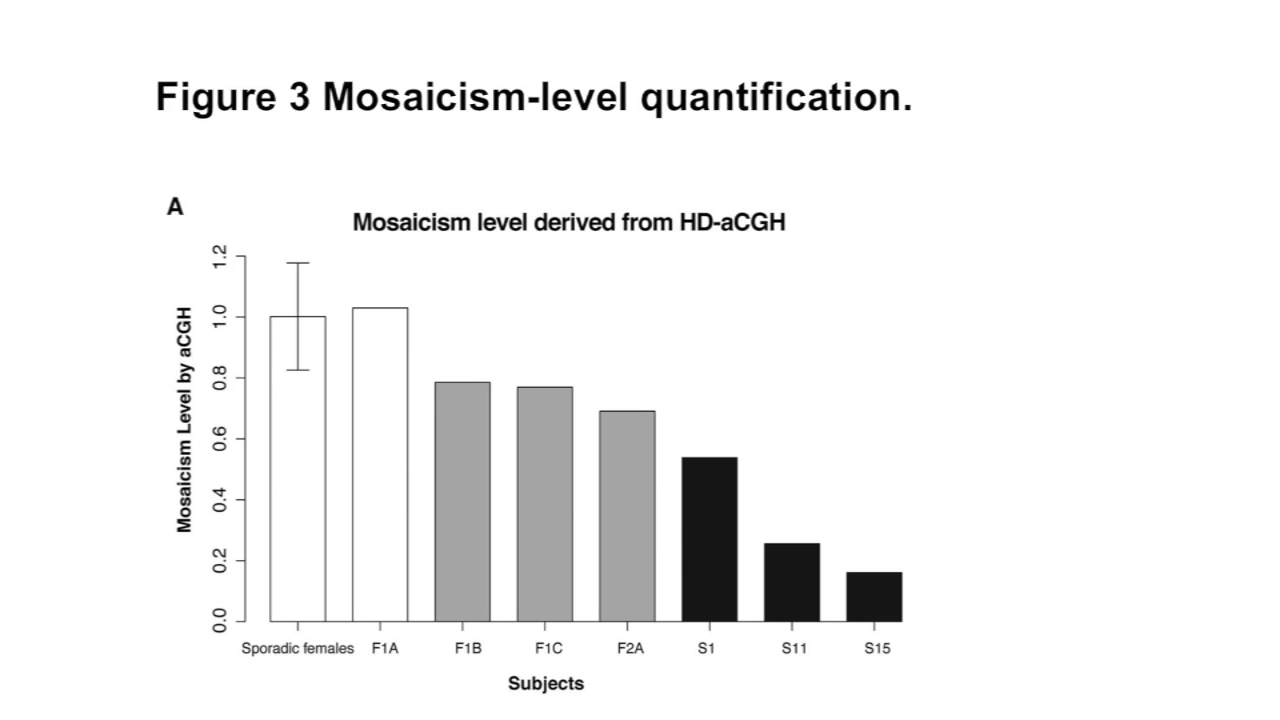 Figure 3 Mosaicism-level quantification.
A
Mosaicism level derived from HD-aCGH
Mosaicism Level by aCGH
1.2
1.0
0.8
0.6
0.4
0.2
0.0
Sporadic females F1A F1B F1C F2A S1 S11 S15
Subjects